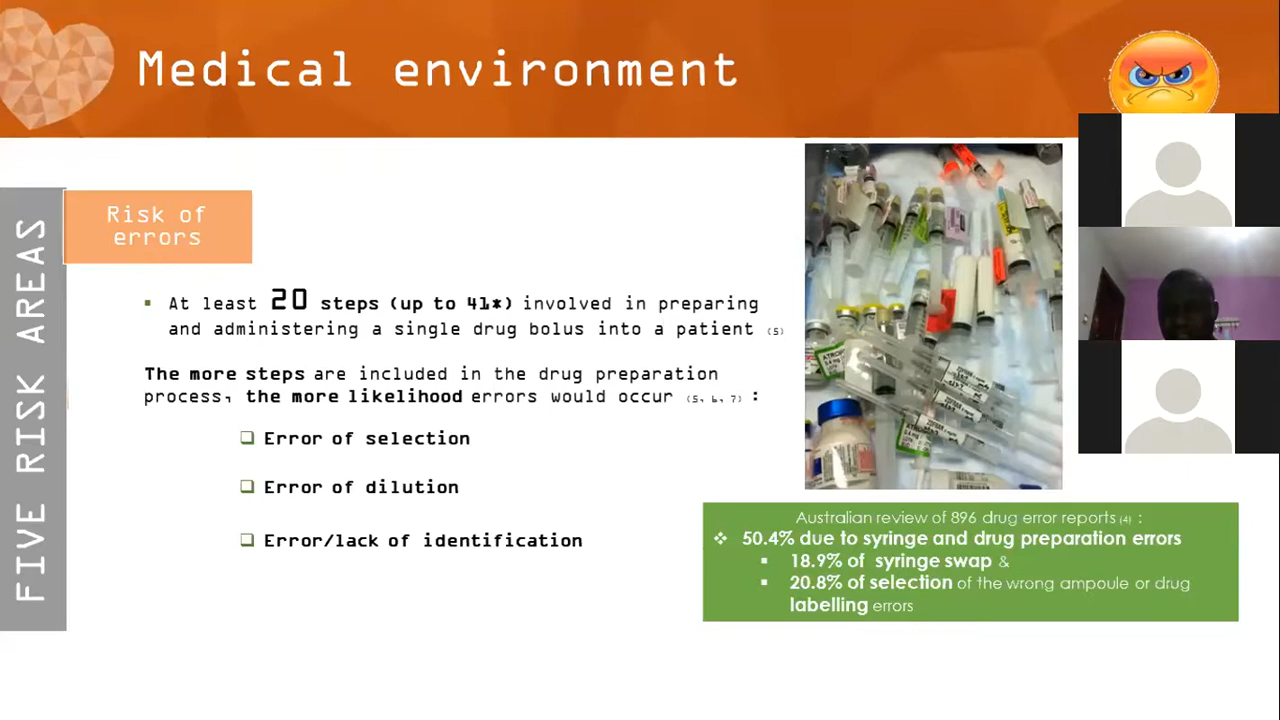 Medical environment
FIVE RISK AREAS
Risk of
errors
▪ At least 20 steps (up to 41*) involved in preparing
and administering a single drug bolus into a patient (5)
The more steps are included in the drug preparation
process, the more likelihood errors would occur (5, 6, 7) :
❑ Error of selection
❑ Error of dilution
❑ Error/lack of identification
Australian review of 896 drug error reports (4) :
❖ 50.4% due to syringe and drug preparation errors
▪ 18.9% of syringe swap &
▪ 20.8% of selection of the wrong ampoule or drug
labelling errors